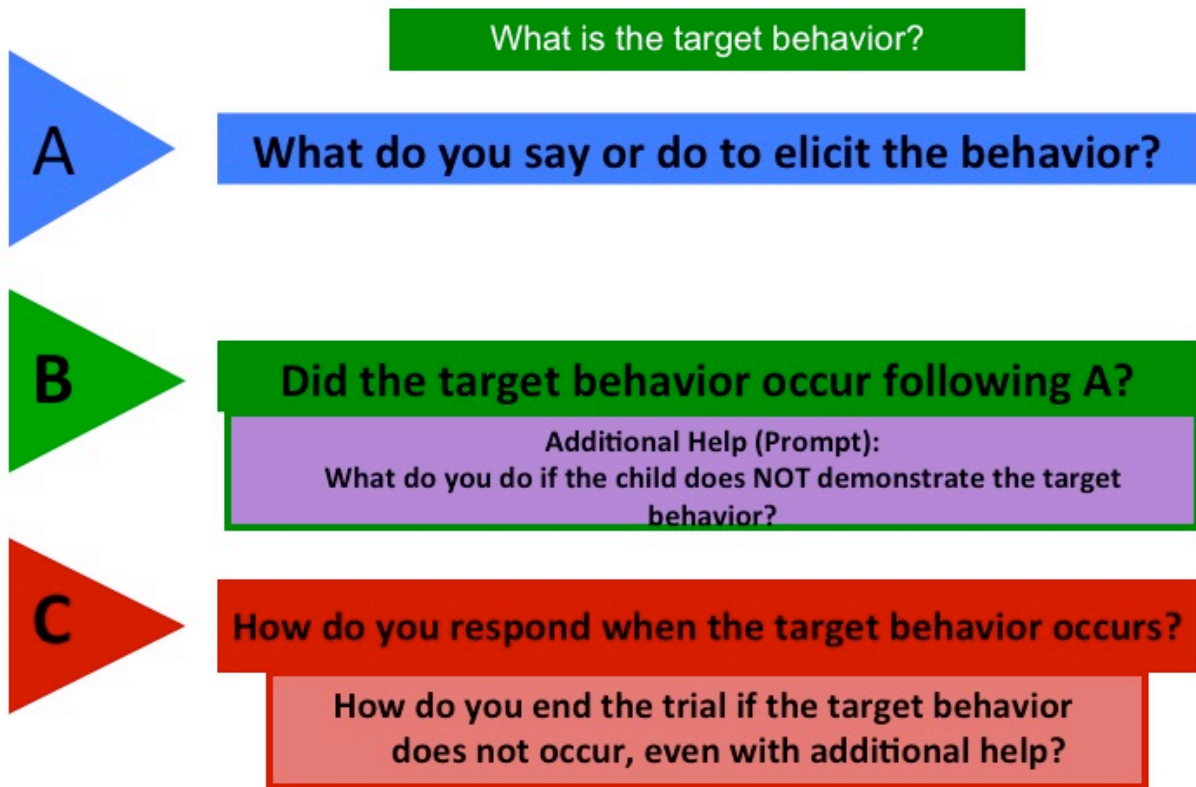 What is the target behavior?
A
What do you say or do to elicit the behavior?
B
Did the target behavior occur following A?
Additional Help (Prompt):
What do you do if the child does NOT demonstrate the target
behavior?
C
How do you respond when the target behavior occurs?
How do you end the trial if the target behavior
does not occur, even with additional help?